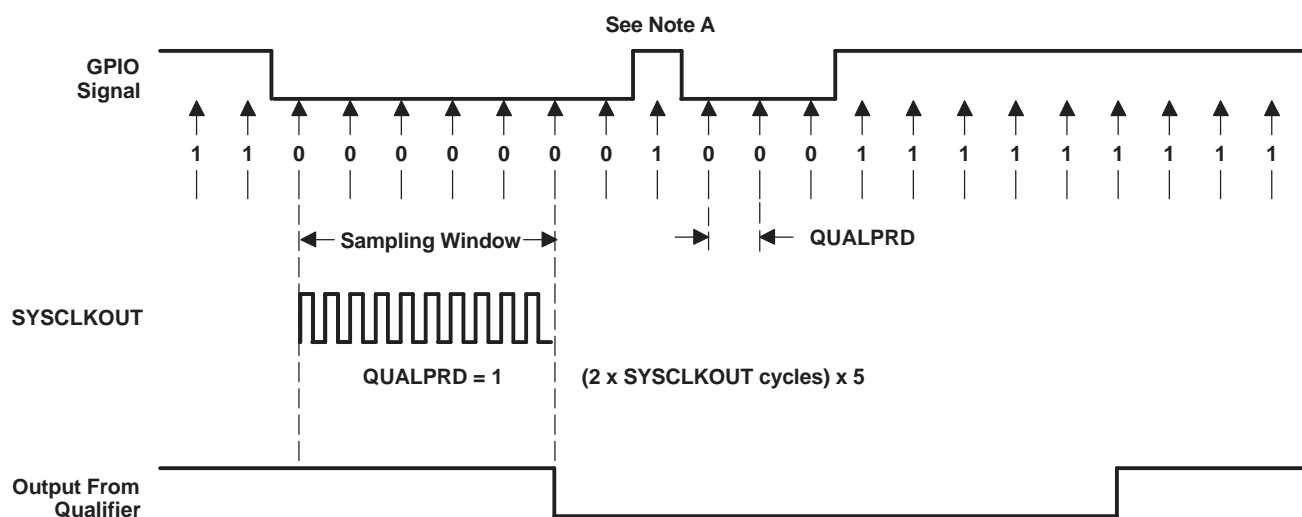 See Note A
GPIO
Signal
1 1 0 0 0 0 0 0 0 1 0 0 0 1 1 1 1 1 1 1 1 1
Sampling Window
QUALPRD
SYSCLKOUT
QUALPRD = 1
(2 x SYSCLKOUT cycles) x 5
Output From
Qualifier